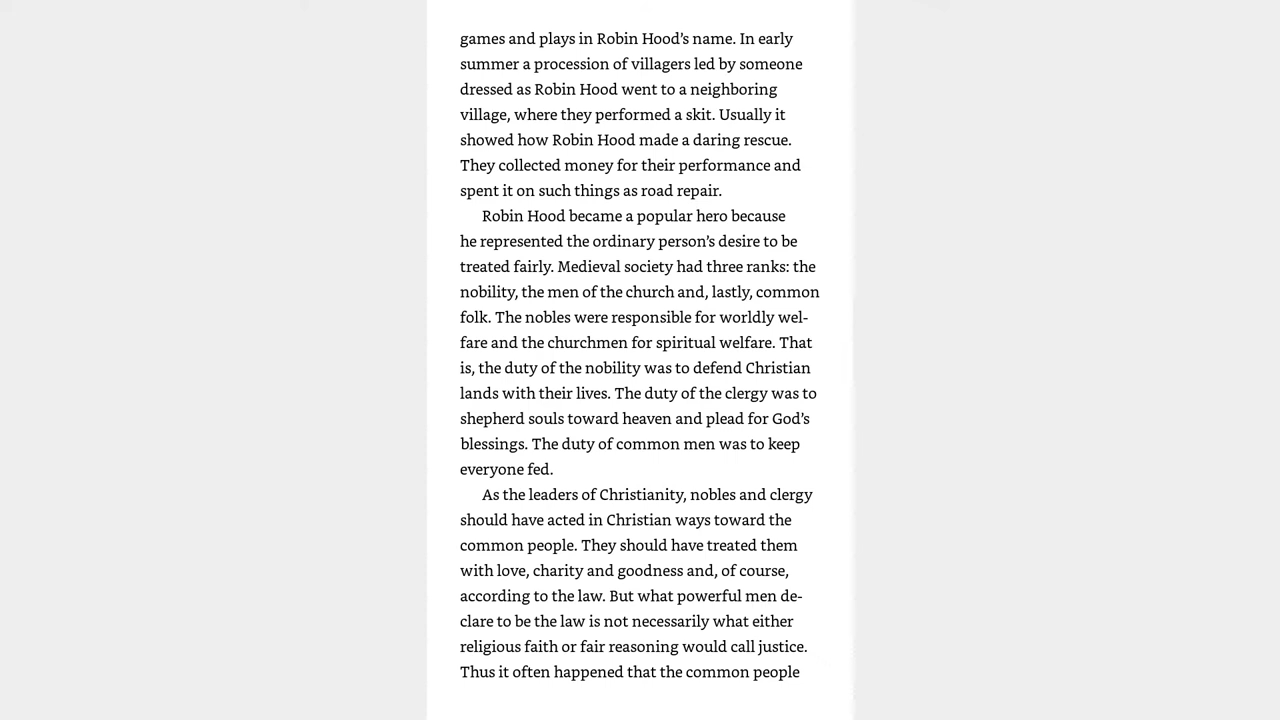 games and plays in Robin Hood’s name. In early
summer a procession of villagers led by someone
dressed as Robin Hood went to a neighboring
village, where they performed a skit. Usually it
showed how Robin Hood made a daring rescue.
They collected money for their performance and
spent it on such things as road repair.
Robin Hood became a popular hero because
he represented the ordinary person’s desire to be
treated fairly. Medieval society had three ranks: the
nobility, the men of the church and, lastly, common
folk. The nobles were responsible for worldly wel-
fare and the churchmen for spiritual welfare. That
is, the duty of the nobility was to defend Christian
lands with their lives. The duty of the clergy was to
shepherd souls toward heaven and plead for God’s
blessings. The duty of common men was to keep
everyone fed.
As the leaders of Christianity, nobles and clergy
should have acted in Christian ways toward the
common people. They should have treated them
with love, charity and goodness and, of course,
according to the law. But what powerful men de-
clare to be the law is not necessarily what either
religious faith or fair reasoning would call justice.
Thus it often happened that the common people